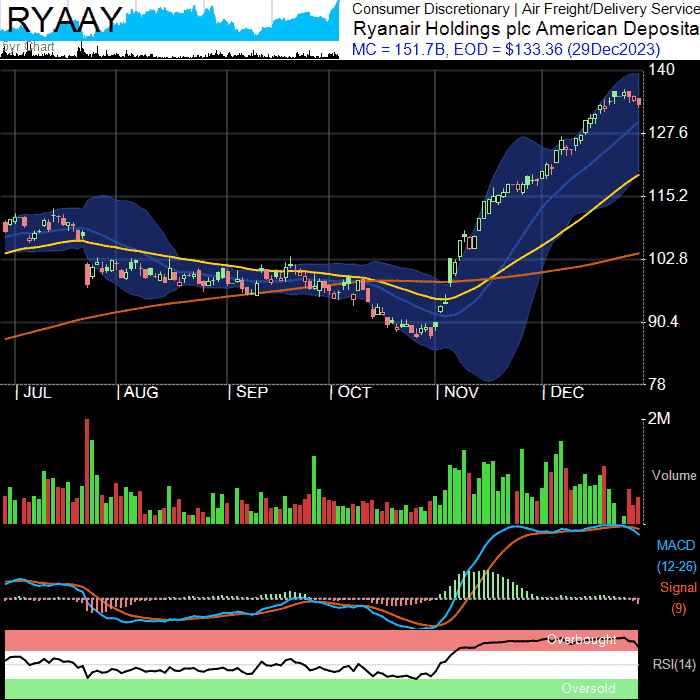 RYAAY
5yr Chart
Consumer Discretionary | Air Freight/Delivery Service
Ryanair Holdings plc American Deposita
MC = 151.7B, EOD = $133.36 (29Dec2023)
140
127.6
115.2
102.8
90.4
78
| JUL | AUG | SEP | OCT | NOV | DEC
2M
Volume
MACD
(12-26)
Signal
(9)
Overbought
RSI(14)
Oversold